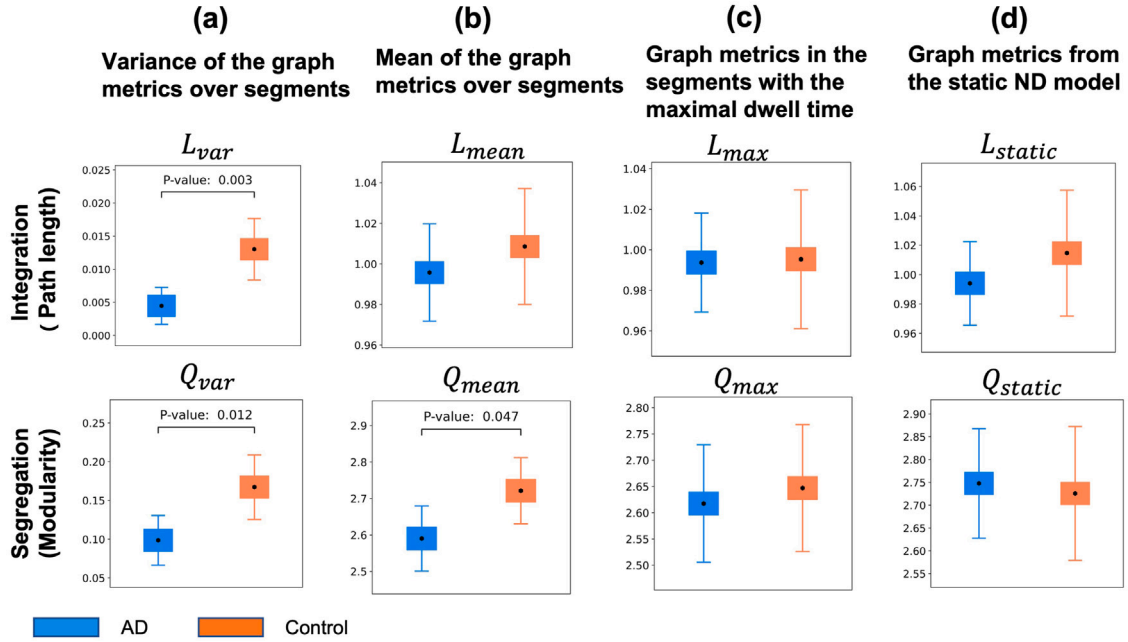 (a)
(b)
(c)
(d)
Variance of the graph
metrics over segments
Mean of the graph
metrics over segments
Graph metrics in the
segments with the
maximal dwell time
Graph metrics from
the static ND model
Integration
( Path length)
L_var
0.025
0.020
0.015
0.010
0.005
0.000
P-value: 0.003
L_mean
1.04
1.02
1.00
0.98
0.96
L_max
1.04
1.02
1.00
0.98
0.96
L_static
1.06
1.04
1.02
1.00
0.98
0.96
Segregation
(Modularity)
Q_var
0.25
0.20
0.15
0.10
0.05
P-value: 0.012
Q_mean
2.9
2.8
2.7
2.6
2.5
P-value: 0.047
Q_max
2.80
2.75
2.70
2.65
2.60
2.55
2.50
Q_static
2.90
2.85
2.80
2.75
2.70
2.65
2.60
2.55
AD
Control